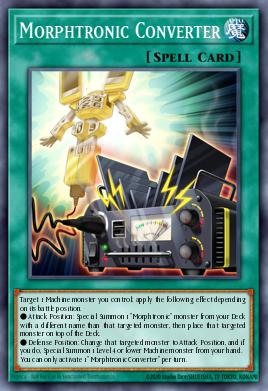 Morphtronic Converter
魔
[Spell Card]
Target 1 Machine monster you control; apply the following effect depending
on its battle position.
●Attack Position: Special Summon 1 "Morphtronic" monster from your Deck
with a different name than that targeted monster, then place that targeted
monster on top of the Deck.
●Defense Position: Change that targeted monster to Attack Position, and if
you do, Special Summon 1 Level 4 or lower Machine monster from your hand.
You can only activate 1 "Morphtronic Converter" per turn.